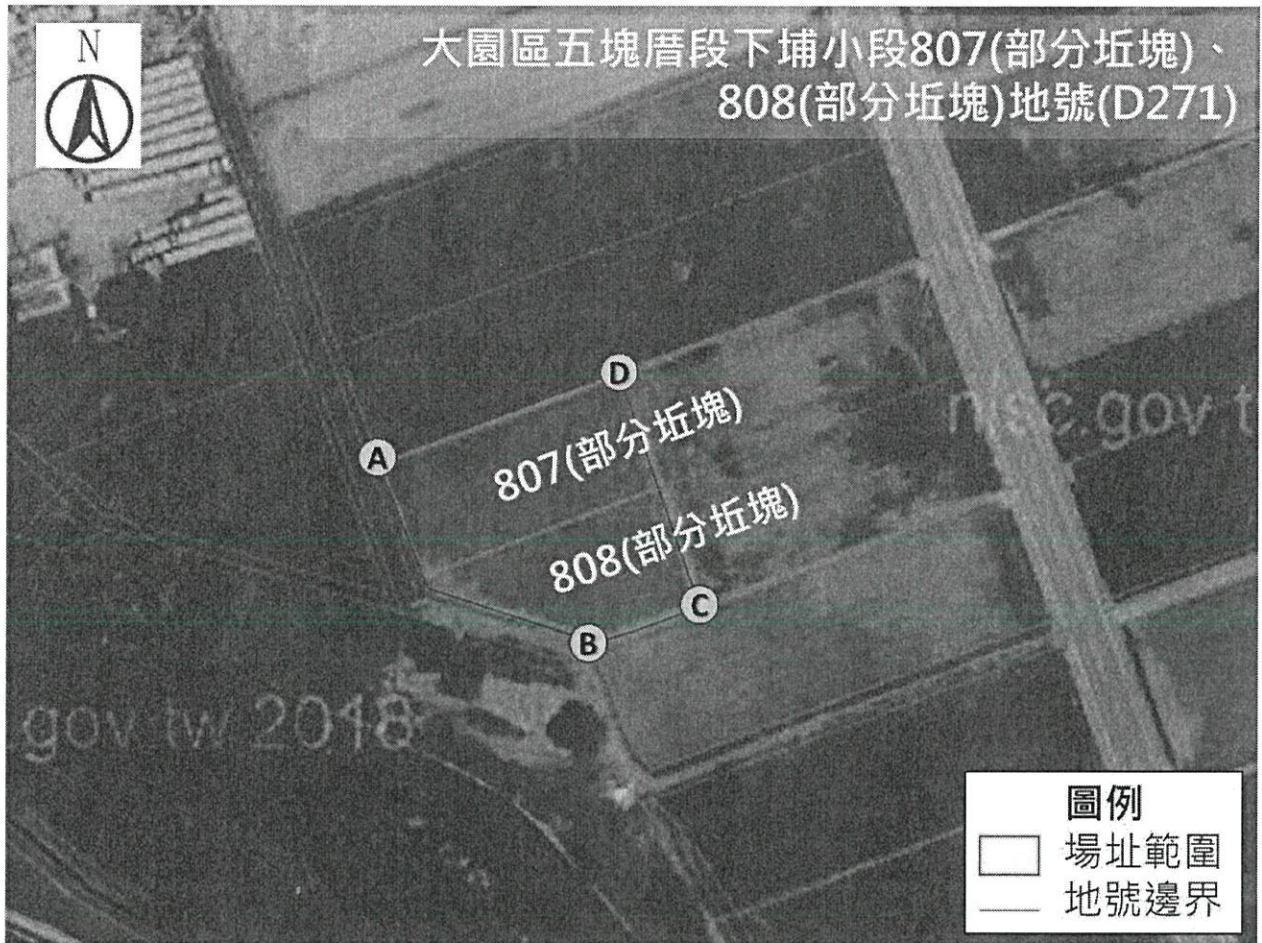 N
大園區五塊厝段下埔小段807(部分坵塊)、
808(部分坵塊)地號(D271)
D
A
807(部分坵塊)
nlsc.gov t
808(部分坵塊)
C
B
gov tw 2018
圖例
場址範圍
地號邊界